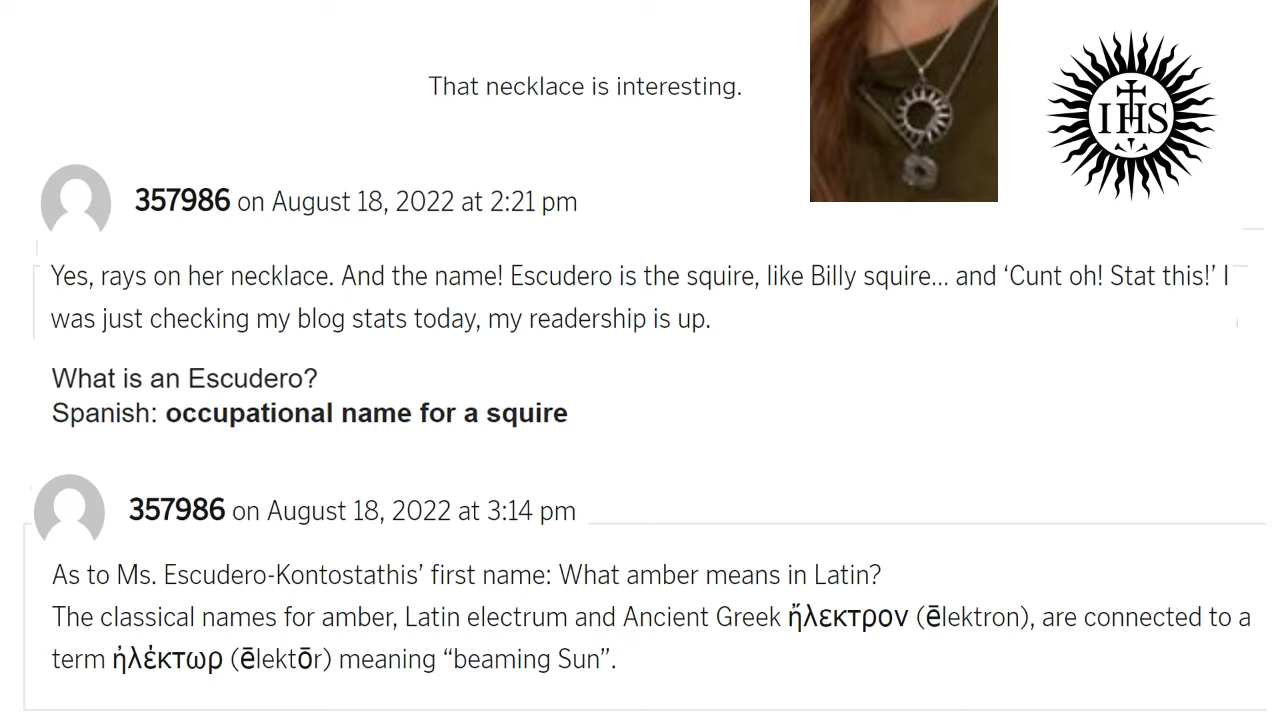 That necklace is interesting.
IHS
357986 on August 18, 2022 at 2:21 pm
Yes, rays on her necklace. And the name! Escudero is the squire, like Billy squire... and ‘Cunt oh! Stat this!’ I
was just checking my blog stats today, my readership is up.
What is an Escudero?
Spanish: occupational name for a squire
357986 on August 18, 2022 at 3:14 pm
As to Ms. Escudero-Kontostathis’ first name: What amber means in Latin?
The classical names for amber, Latin electrum and Ancient Greek ἤλεκτρον (ēlektron), are connected to a
term ἠλέκτωρ (ēlektōr) meaning “beaming Sun”.